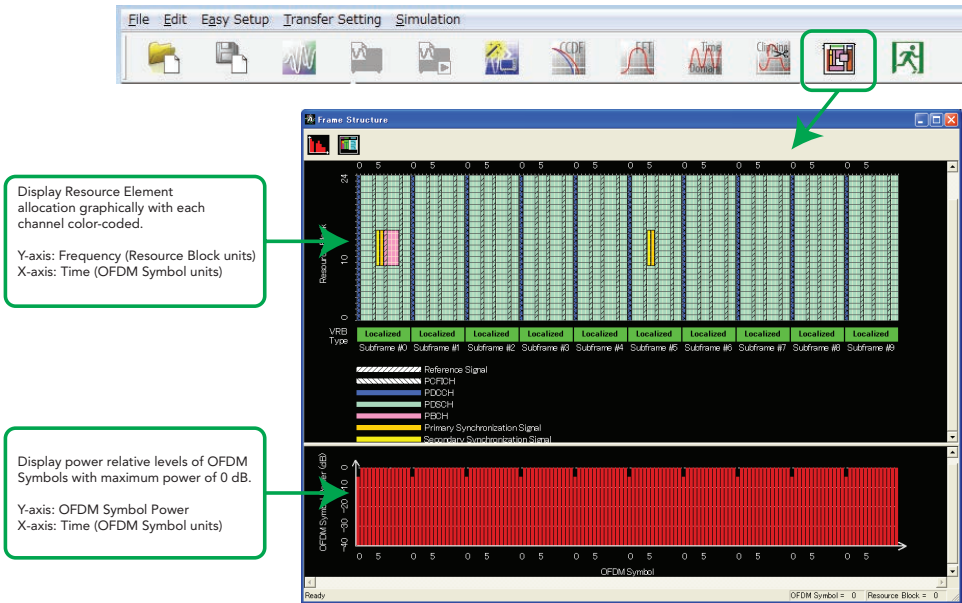 File Edit Easy Setup Transfer Setting Simulation
CCDF FFT Time Domain Clipping
Frame Structure
0 5 0 5 0 5 0 5 0 5 0 5 0 5 0 5 0 5 0 5
24
10
0
Display Resource Element
allocation graphically with each
channel color-coded.
Y-axis: Frequency (Resource Block units)
X-axis: Time (OFDM Symbol units)
VRB
Type
Localized Localized Localized Localized Localized Localized Localized Localized Localized Localized
Subframe #0 Subframe #1 Subframe #2 Subframe #3 Subframe #4 Subframe #5 Subframe #6 Subframe #7 Subframe #8 Subframe #9
Reference Signal
PCFICH
PDCCH
PDSCH
PBCH
Primary Synchronization Signal
Secondary Synchronization Signal
Display power relative levels of OFDM
Symbols with maximum power of 0 dB.
Y-axis: OFDM Symbol Power
X-axis: Time (OFDM Symbol units)
OFDM Symbol (dB)
0
-10
-20
-30
-40
0 5 0 5 0 5 0 5 0 5 0 5 0 5 0 5 0 5 0 5
OFDM Symbol
Ready
OFDM Symbol = 0 Resource Block = 0